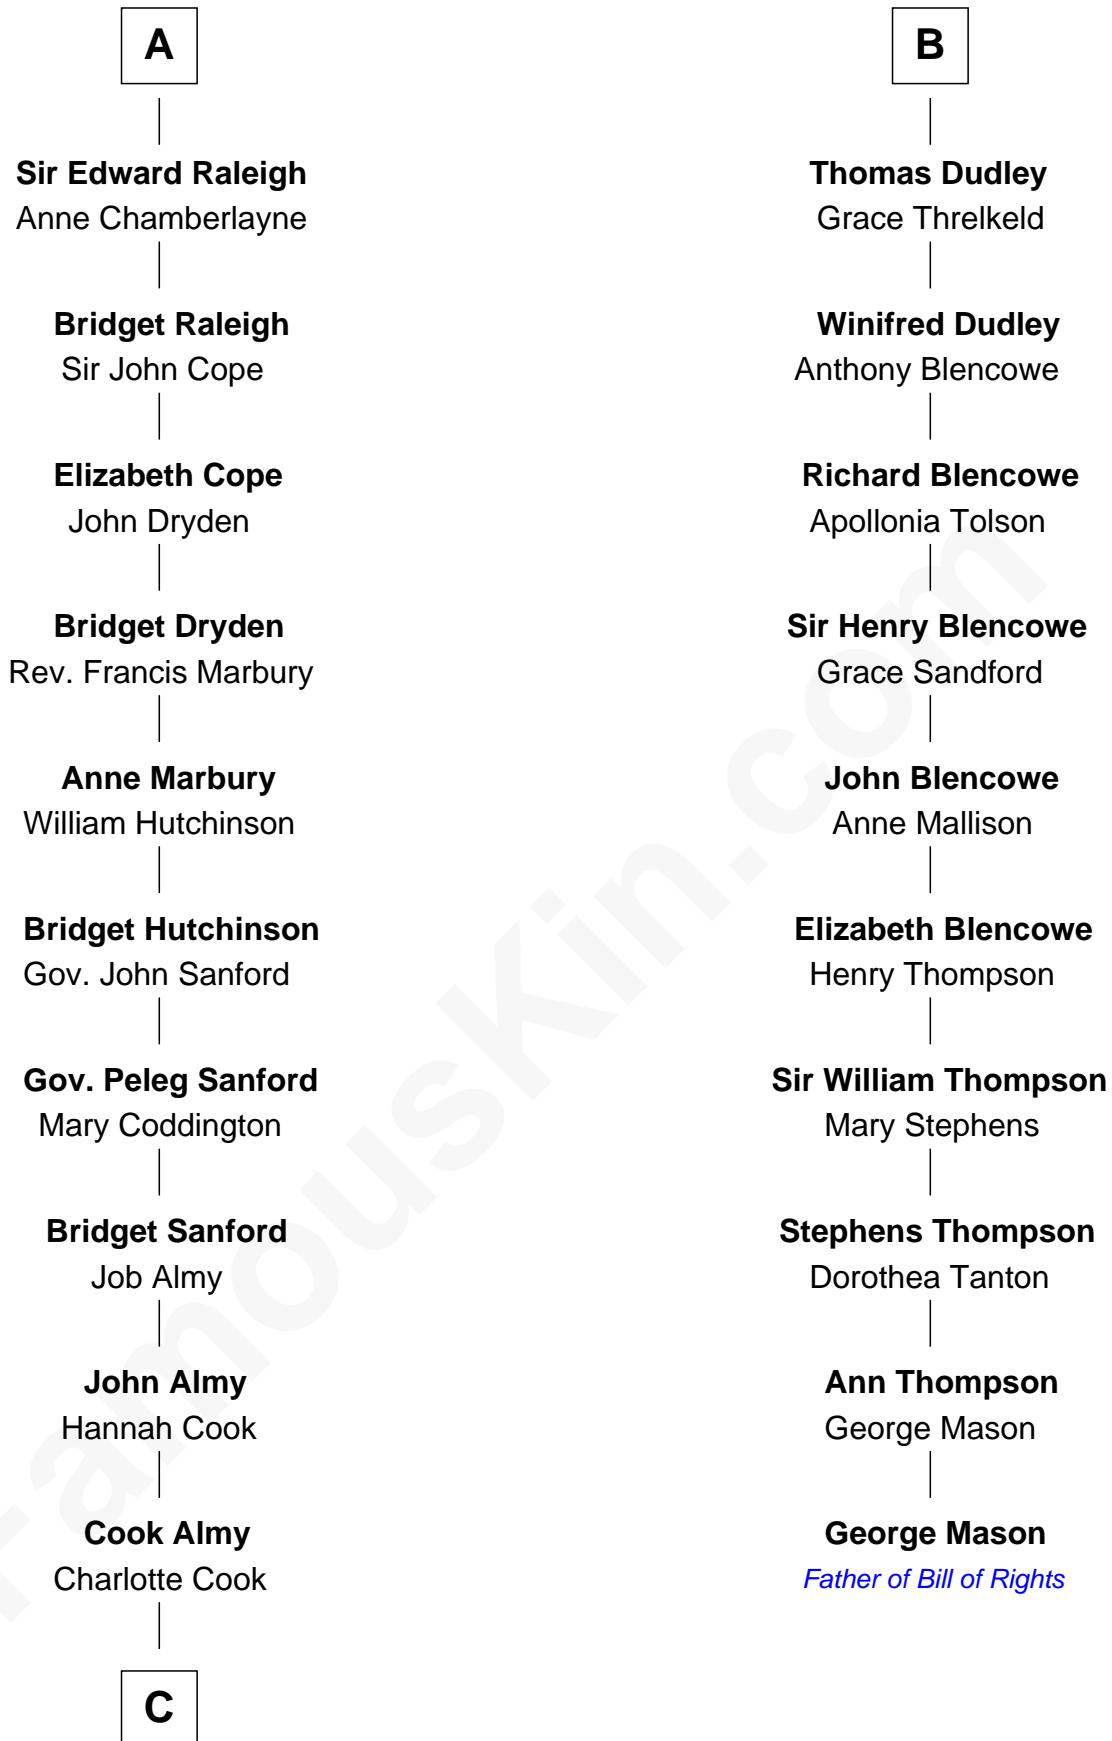 A
Sir Edward Raleigh
Anne Chamberlayne
Bridget Raleigh
Sir John Cope
Elizabeth Cope
John Dryden
Bridget Dryden
Rev. Francis Marbury
Anne Marbury
William Hutchinson
Bridget Hutchinson
Gov. John Sanford
Gov. Peleg Sanford
Mary Coddington
Bridget Sanford
Job Almy
John Almy
Hannah Cook
Cook Almy
Charlotte Cook
C
B
Thomas Dudley
Grace Threlkeld
Winifred Dudley
Anthony Blencowe
Richard Blencowe
Apollonia Tolson
Sir Henry Blencowe
Grace Sandford
John Blencowe
Anne Mallison
Elizabeth Blencowe
Henry Thompson
Sir William Thompson
Mary Stephens
Stephens Thompson
Dorothea Tanton
Ann Thompson
George Mason
George Mason
Father of Bill of Rights
FamousKin.com